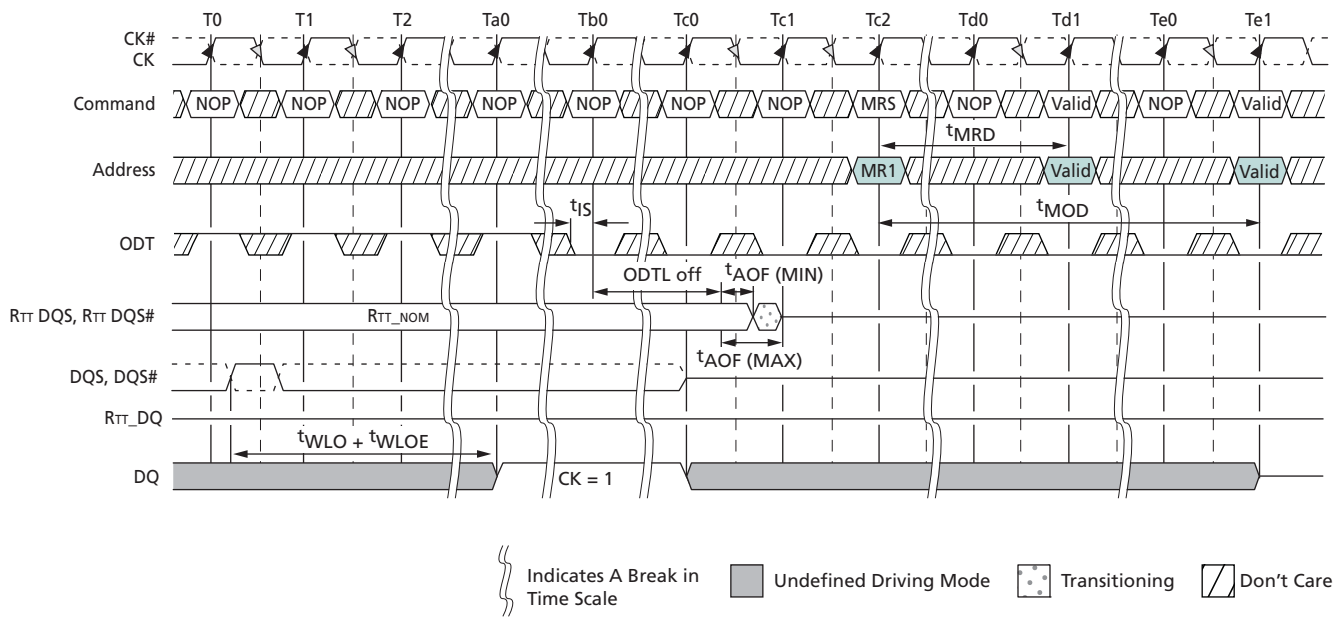 T0 T1 T2 Ta0 Tb0 Tc0 Tc1 Tc2 Td0 Td1 Te0 Te1
CK#
CK
Command NOP NOP NOP NOP NOP NOP NOP MRS NOP Valid NOP Valid
tMRD
Address MR1 Valid Valid
tIS tMOD
ODT
ODTL off tAOF (MIN)
RTT DQS, RTT DQS# RTT_NOM
tAOF (MAX)
DQS, DQS#
RTT_DQ
tWLO + tWLOE
DQ CK = 1
Indicates A Break in
Time Scale
Undefined Driving Mode Transitioning Don't Care